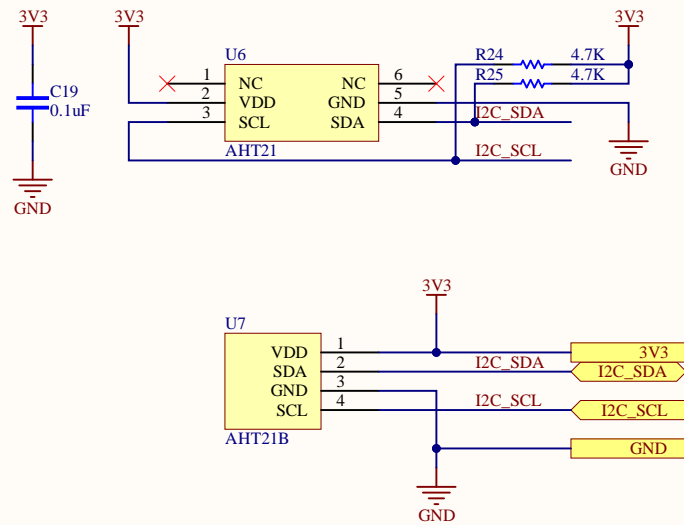 3V3
3V3
3V3
U6
R24
4.7K
R25
4.7K
C19
0.1uF
1
NC
NC
6
2
VDD
GND
5
3
SCL
SDA
4
I2C_SDA
AHT21
I2C_SCL
GND
GND
3V3
U7
VDD
1
3V3
SDA
2
I2C_SDA
I2C_SDA
GND
3
SCL
4
I2C_SCL
I2C_SCL
AHT21B
GND
GND